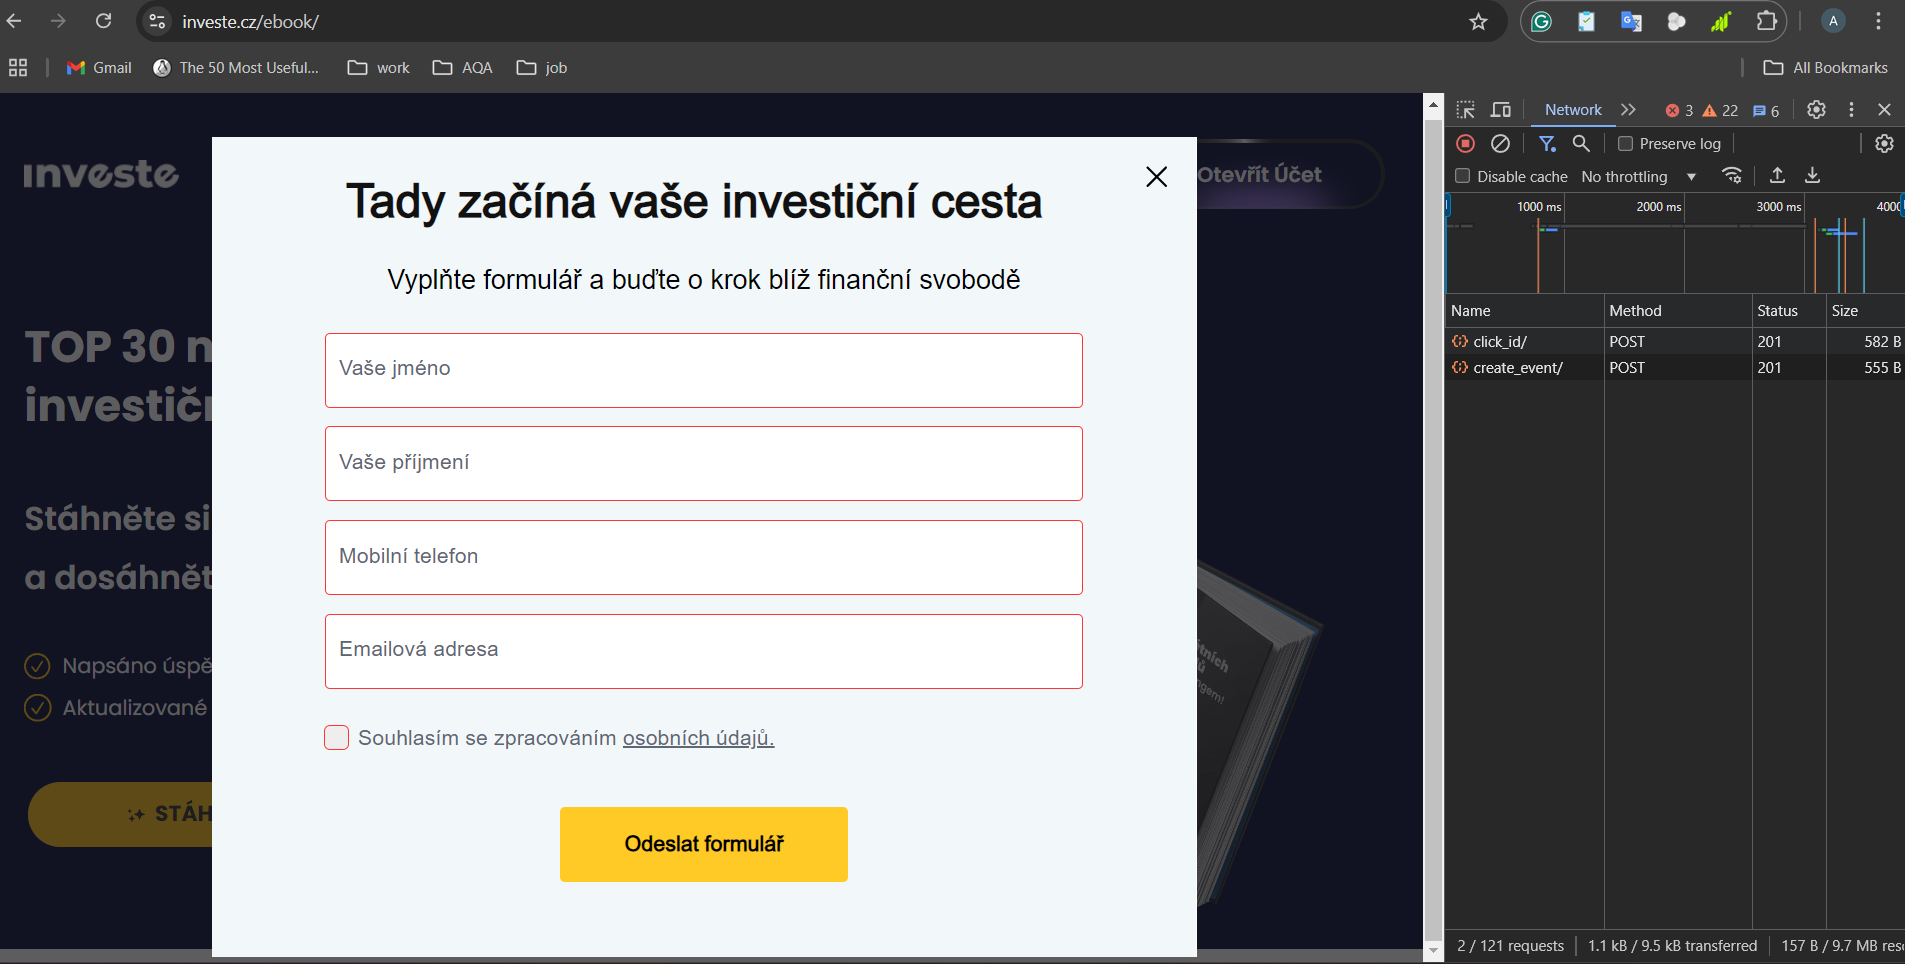 investe.cz/ebook/
A
Gmail
The 50 Most Useful...
work
AQA
job
All Bookmarks
investe
Otevřít Účet
TOP 30 n
investičn
Stáhněte si
a dosáhnět
Napsáno úspě
Aktualizované
STÁH
Tady začíná vaše investiční cesta
Vyplňte formulář a buďte o krok blíž finanční svobodě
Vaše jméno
Vaše příjmení
Mobilní telefon
Emailová adresa
Souhlasím se zpracováním osobních údajů.
Odeslat formulář
ngem!
Network
3
22
6
Preserve log
Disable cache
No throttling
1000 ms
2000 ms
3000 ms
4000
Name Method Status Size
click_id/ POST 201 582 B
create_event/ POST 201 555 B
2 / 121 requests
1.1 kB / 9.5 kB transferred
157 B / 9.7 MB res